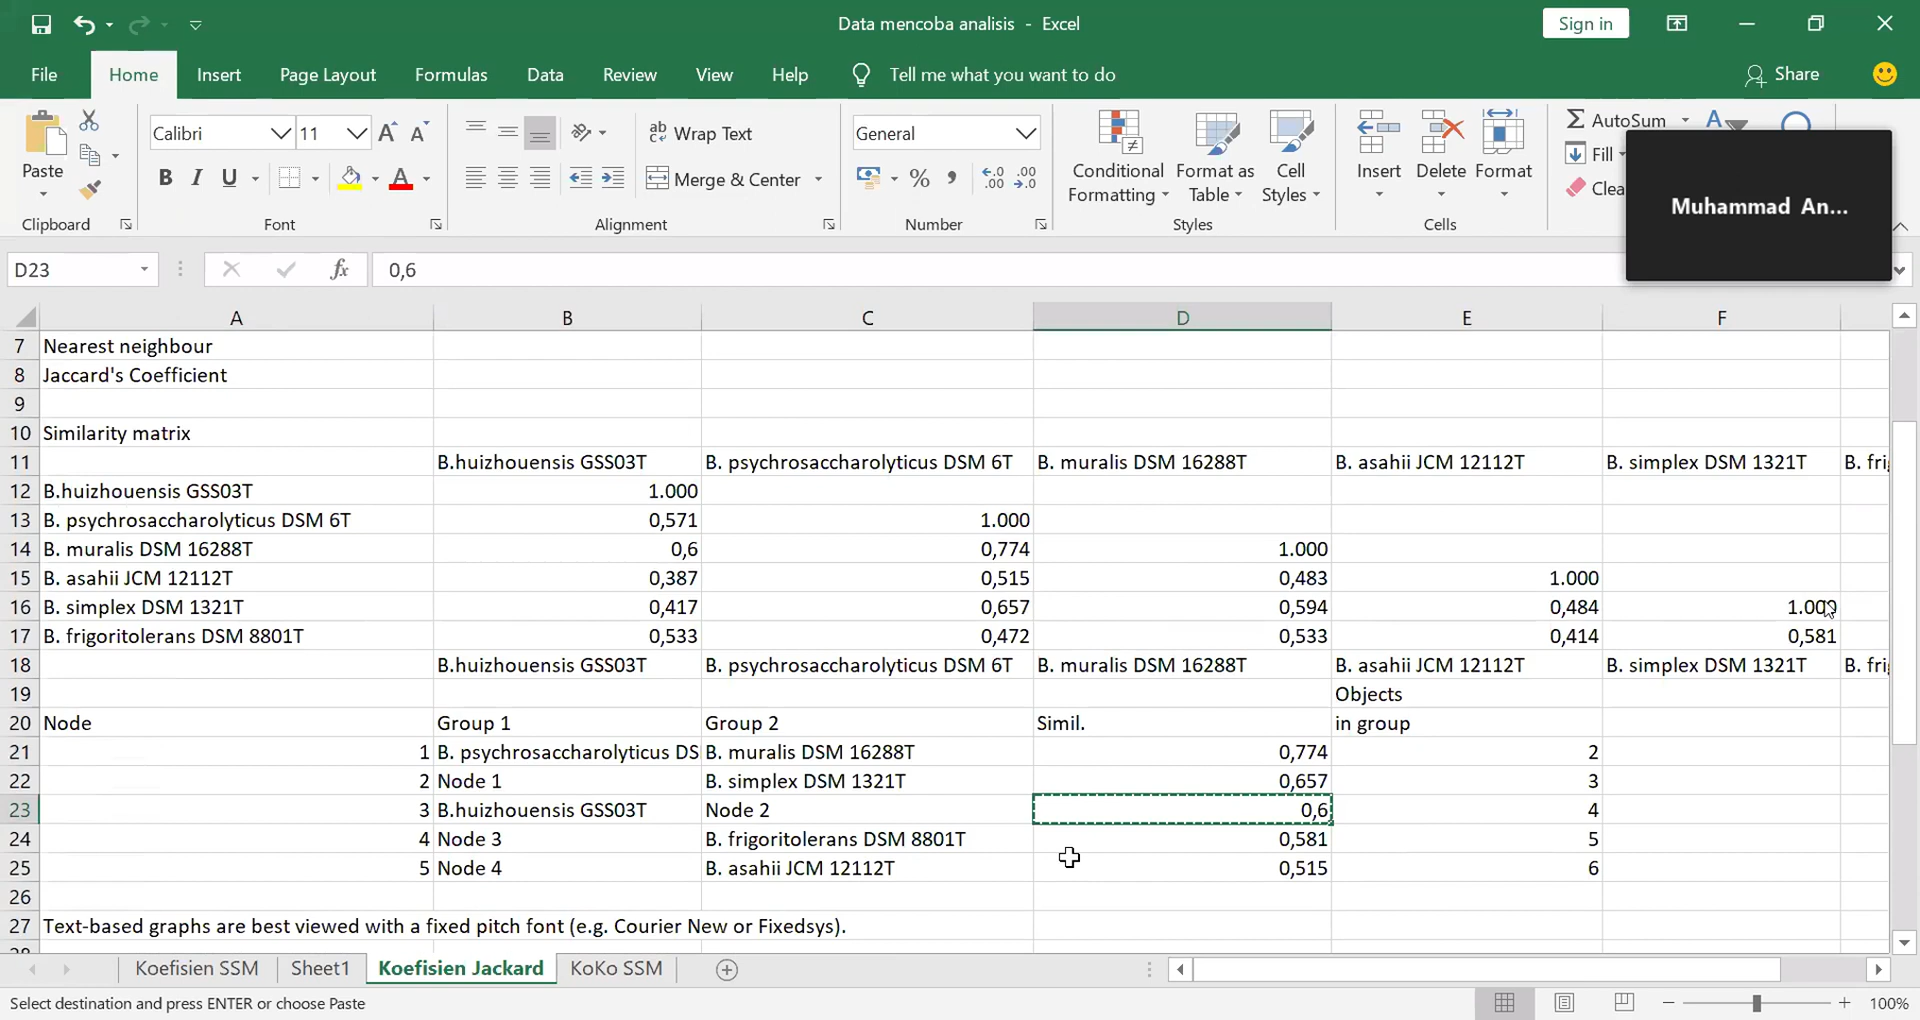 Data mencoba analisis - Excel
Sign in
File Home Insert Page Layout Formulas Data Review View Help Tell me what you want to do Share
Paste
Clipboard
Calibri 11
B I U
Font
ab Wrap Text
Merge & Center
Alignment
General
Number
Conditional Formatting
Format as Table
Cell Styles
Styles
Insert Delete Format
Cells
AutoSum
Fill
Muhammad An...
D23 fx 0,6
A B C D E F
7 Nearest neighbour
8 Jaccard's Coefficient
9
10 Similarity matrix
11 B.huizhouensis GSS03T B. psychrosaccharolyticus DSM 6T B. muralis DSM 16288T B. asahii JCM 12112T B. simplex DSM 1321T B. fri
12 B.huizhouensis GSS03T 1.000
13 B. psychrosaccharolyticus DSM 6T 0,571 1.000
14 B. muralis DSM 16288T 0,6 0,774 1.000
15 B. asahii JCM 12112T 0,387 0,515 0,483 1.000
16 B. simplex DSM 1321T 0,417 0,657 0,594 0,484 1.000
17 B. frigoritolerans DSM 8801T 0,533 0,472 0,533 0,414 0,581
18 B.huizhouensis GSS03T B. psychrosaccharolyticus DSM 6T B. muralis DSM 16288T B. asahii JCM 12112T B. simplex DSM 1321T B. fri
19 Objects
20 Node Group 1 Group 2 Simil. in group
21 1 B. psychrosaccharolyticus DS B. muralis DSM 16288T 0,774 2
22 2 Node 1 B. simplex DSM 1321T 0,657 3
23 3 B.huizhouensis GSS03T Node 2 0,6 4
24 4 Node 3 B. frigoritolerans DSM 8801T 0,581 5
25 5 Node 4 B. asahii JCM 12112T 0,515 6
26
27 Text-based graphs are best viewed with a fixed pitch font (e.g. Courier New or Fixedsys).
Koefisien SSM Sheet1 Koefisien Jackard KoKo SSM
Select destination and press ENTER or choose Paste 100%